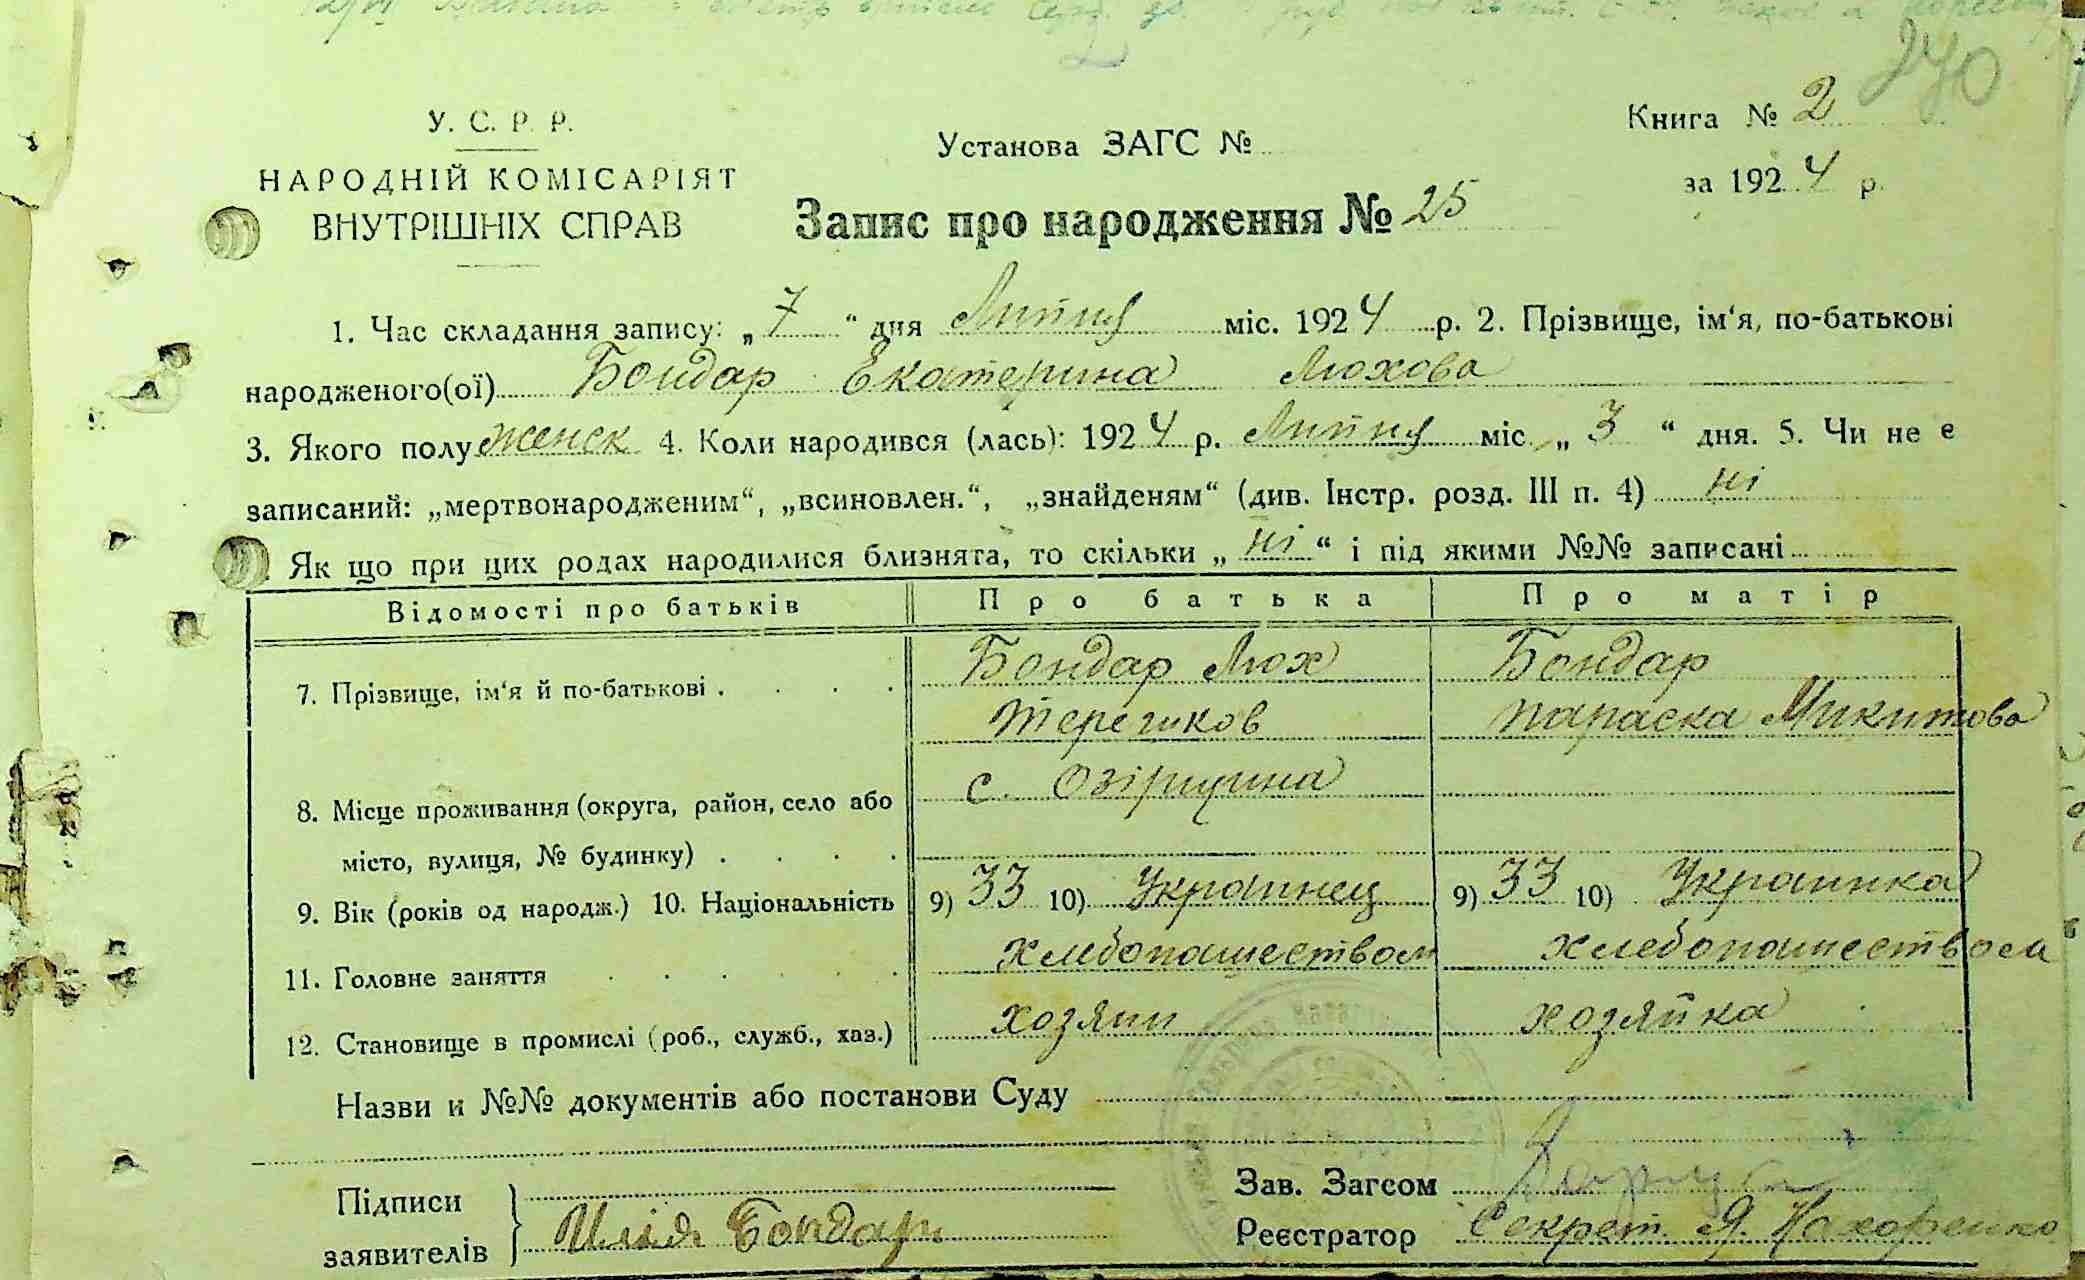 270
У. С. Р. Р.
НАРОДНІЙ КОМІСАРІЯТ
ВНУТРІШНІХ СПРАВ
Установа ЗАГС №
Книга № 2
за 1924 р.
Запис про народження № 25
1. Час складання запису: „ 7 “ дня Липня міс. 1924 р. 2. Прізвище, ім‘я, по-батькові
народженого(ої) Бондар Екатерина Люхова
3. Якого полу женск 4. Коли народився (лась): 1924 р. Липня міс. „ 3 “ дня. 5. Чи не є
записаний: „мертвонародженим“, „всиновлен.“, „знайденям“ (див. Інстр. розд. III п. 4) ні
Як що при цих родах народилися близнята, то скільки „ ні “ і під якими №№ записані
Відомості про батьків Про батька Про матір
7. Прізвище, ім‘я й по-батькові Бондар Люх Бондар
Терешков Параска Микитова
8. Місце проживання (округа, район, село або с. Озірщина
місто, вулиця, № будинку)
9. Вік (років од народж.) 10. Національність 9) 33 10) Украинец 9) 33 10) Украинка
11. Головне заняття хлебопашеством хлебопашеством
12. Становище в промислі (роб., служб., хаз.) хозяин хозяйка
Назви и №№ документів або постанови Суду
Підписи
заявителів Илія Бондарь
Зав. Загсом
Реєстратор Секрет. Я.